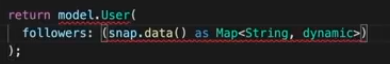 return model.User(
followers: (snap.data() as Map<String, dynamic>)
);